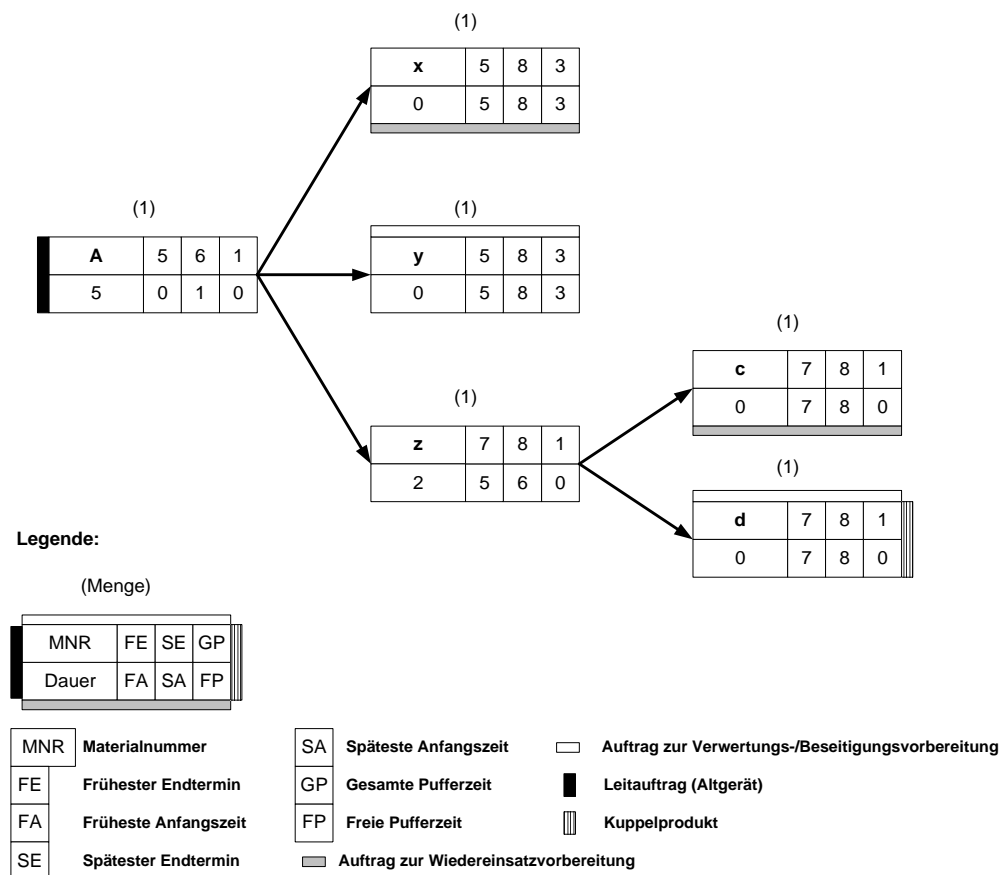 (1)
x 5 8 3
0 5 8 3
(1)
A 5 6 1
5 0 1 0
(1)
y 5 8 3
0 5 8 3
(1)
z 7 8 1
2 5 6 0
(1)
c 7 8 1
0 7 8 0
(1)
d 7 8 1
0 7 8 0
Legende:
(Menge)
MNR FE SE GP
Dauer FA SA FP
MNR Materialnummer
FE Frühester Endtermin
FA Früheste Anfangszeit
SE Spätester Endtermin
SA Späteste Anfangszeit
GP Gesamte Pufferzeit
FP Freie Pufferzeit
Auftrag zur Wiedereinsatzvorbereitung
Auftrag zur Verwertungs-/Beseitigungsvorbereitung
Leitauftrag (Altgerät)
Kuppelprodukt